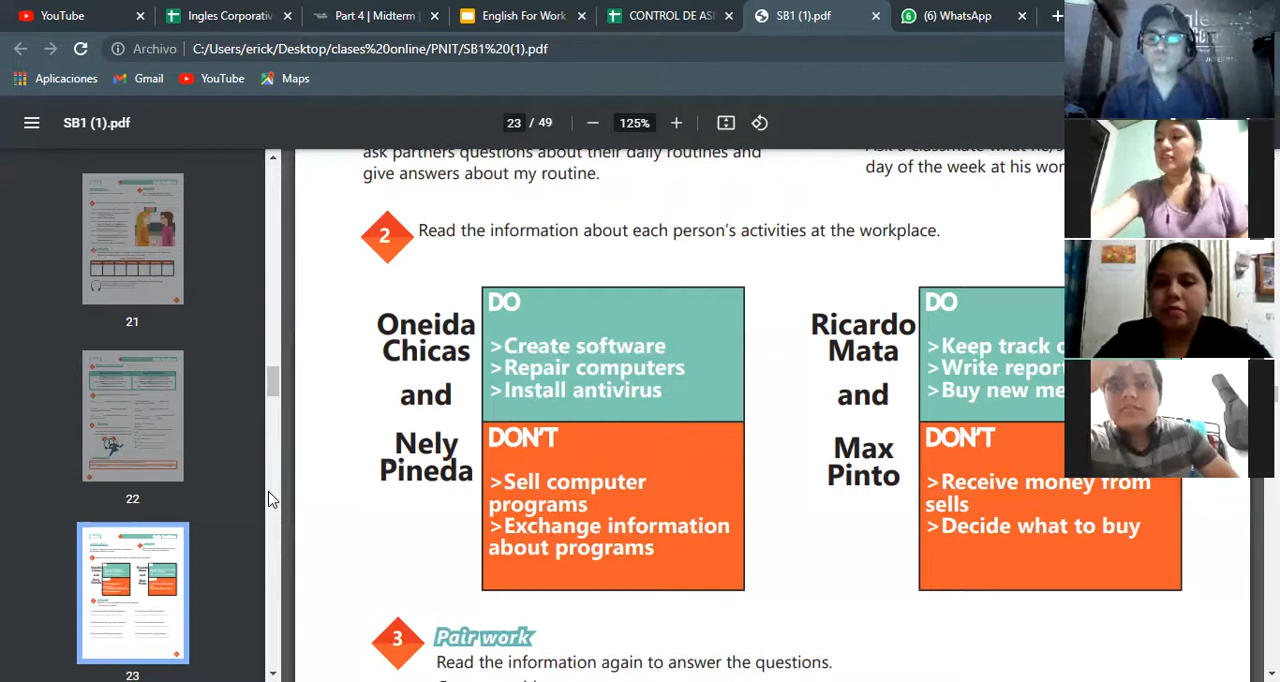 YouTube
Ingles Corporativ
Part 4 | Midterm
English For Work
CONTROL DE ASI
SB1 (1).pdf
(6) WhatsApp
Archivo
C:/Users/erick/Desktop/clases%20online/PNIT/SB1%20(1).pdf
Aplicaciones
Gmail
YouTube
Maps
SB1 (1).pdf
23 / 49
125%
21
22
23
ask partners questions about their daily routines and
give answers about my routine.
Ask a classmate what he/s
day of the week at his wor
2 Read the information about each person's activities at the workplace.
Oneida
Chicas
and
Nely
Pineda
DO
>Create software
>Repair computers
>Install antivirus
DON'T
>Sell computer
programs
>Exchange information
about programs
Ricardo
Mata
and
Max
Pinto
DO
>Keep track o
>Write repor
>Buy new me
DON'T
>Receive money from
sells
>Decide what to buy
3 Pair work
Read the information again to answer the questions.